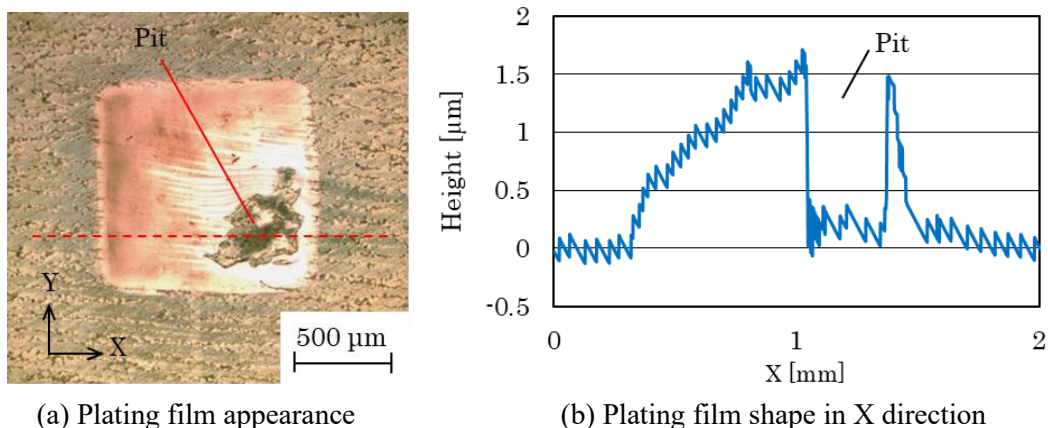 Pit
Y
X
500 µm
(a) Plating film appearance
2
1.5
1
0.5
0
-0.5
Height [µm]
Pit
0
1
2
X [mm]
(b) Plating film shape in X direction